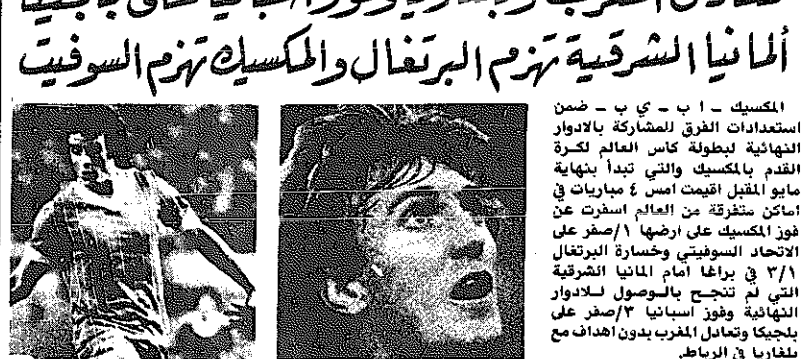 ألمانيا الشرقية تهزم البرتغال والمكسيك تهزم السوفيت
المكسيك - ا ب - ي ب - ضمن
استعدادات الفرق للمشاركة بالادوار
النهائية لبطولة كاس العالم لكرة
القدم بالمكسيك والتي تبدأ بنهاية
مايو المقبل اقيمت امس ٤ مباريات في
اماكن متفرقة من العالم اسفرت عن
فوز المكسيك على ارضها ١/صفر على
الاتحاد السوفيتي وخسارة البرتغال
٣/١ في براغا أمام المانيا الشرقية
التي لم تنجح بالوصول للادوار
النهائية وفوز اسبانيا ٣/صفر على
بلجيكا وتعادل المغرب بدون اهداف مع
بلغاريا في الرباط.